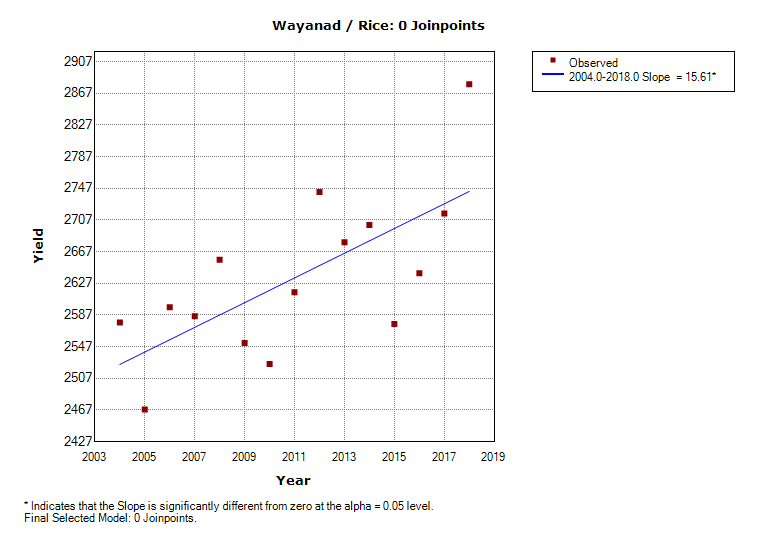 Wayanad / Rice: 0 Joinpoints
2907
2867
2827
2787
2747
2707
2667
2627
2587
2547
2507
2467
2427
Yield
2003 2005 2007 2009 2011 2013 2015 2017 2019
Year
Observed
2004.0-2018.0 Slope = 15.61*
* Indicates that the Slope is significantly different from zero at the alpha = 0.05 level.
Final Selected Model: 0 Joinpoints.